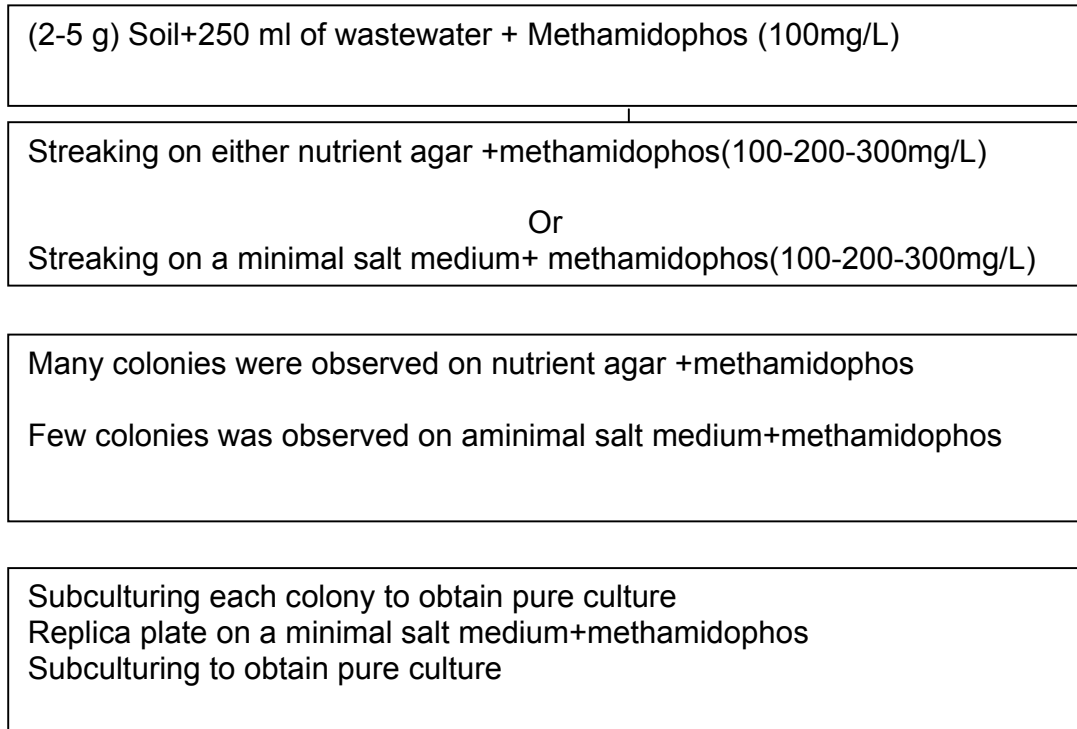 (2-5 g) Soil+250 ml of wastewater + Methamidophos (100mg/L)
Streaking on either nutrient agar +methamidophos(100-200-300mg/L)
Or
Streaking on a minimal salt medium+ methamidophos(100-200-300mg/L)
Many colonies were observed on nutrient agar +methamidophos
Few colonies was observed on aminimal salt medium+methamidophos
Subculturing each colony to obtain pure culture
Replica plate on a minimal salt medium+methamidophos
Subculturing to obtain pure culture